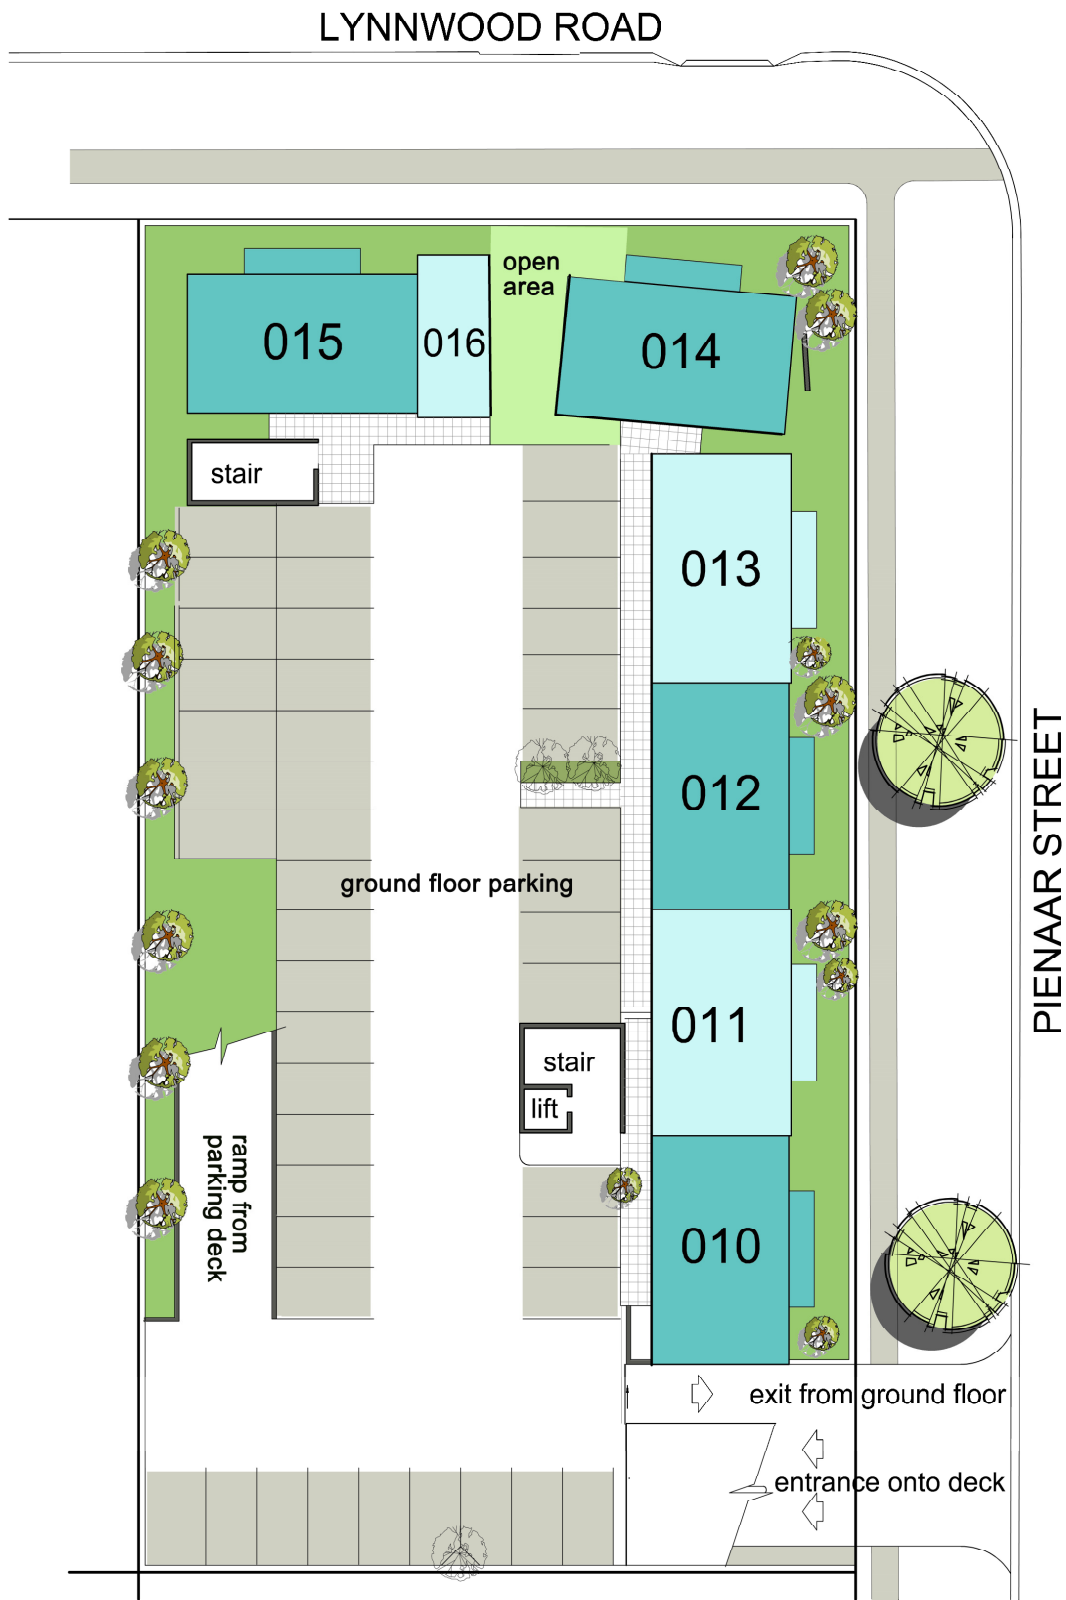 LYNNWOOD ROAD
open
area
015
016
014
stair
013
012
ground floor parking
PIENAAR STREET
011
stair
lift
ramp from
parking deck
010
exit from ground floor
entrance onto deck